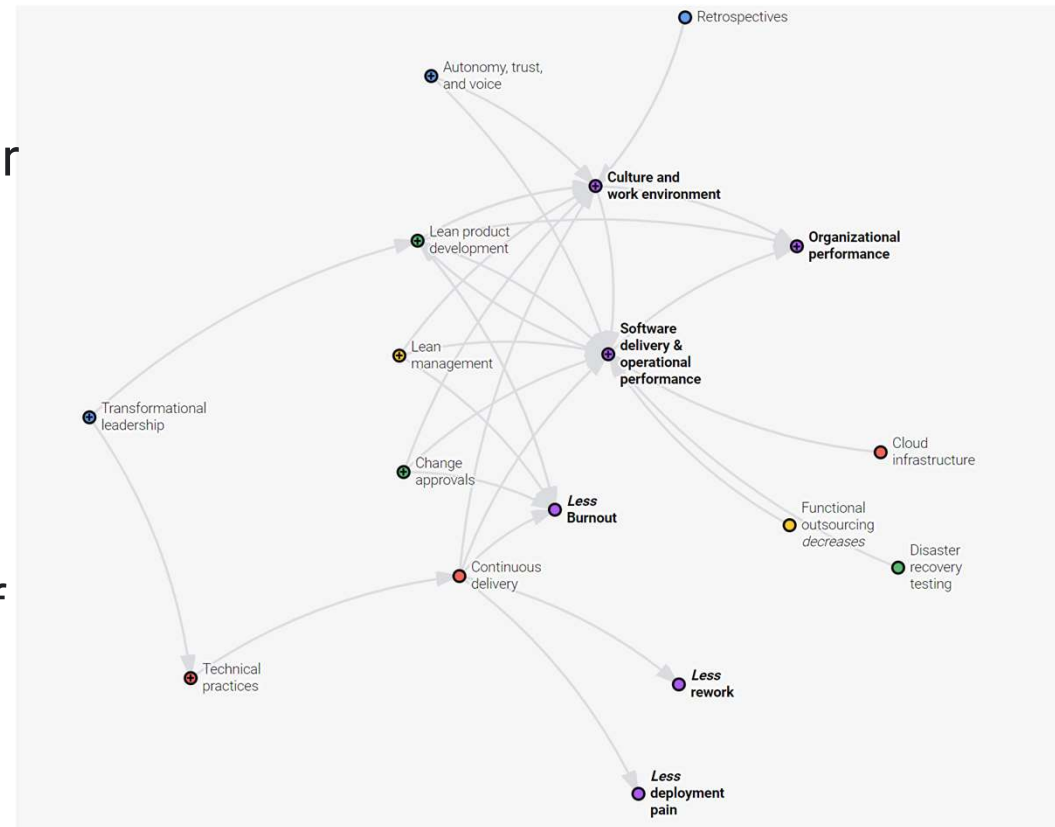 Retrospectives
Autonomy, trust,
and voice
r
Culture and
work environment
Lean product
development
Organizational
performance
Software
delivery &
operational
performance
Lean
management
Transformational
leadership
Cloud
infrastructure
Change
approvals
Less
Burnout
Functional
outsourcing
decreases
Disaster
recovery
testing
Continuous
delivery
f
Technical
practices
Less
rework
Less
deployment
pain